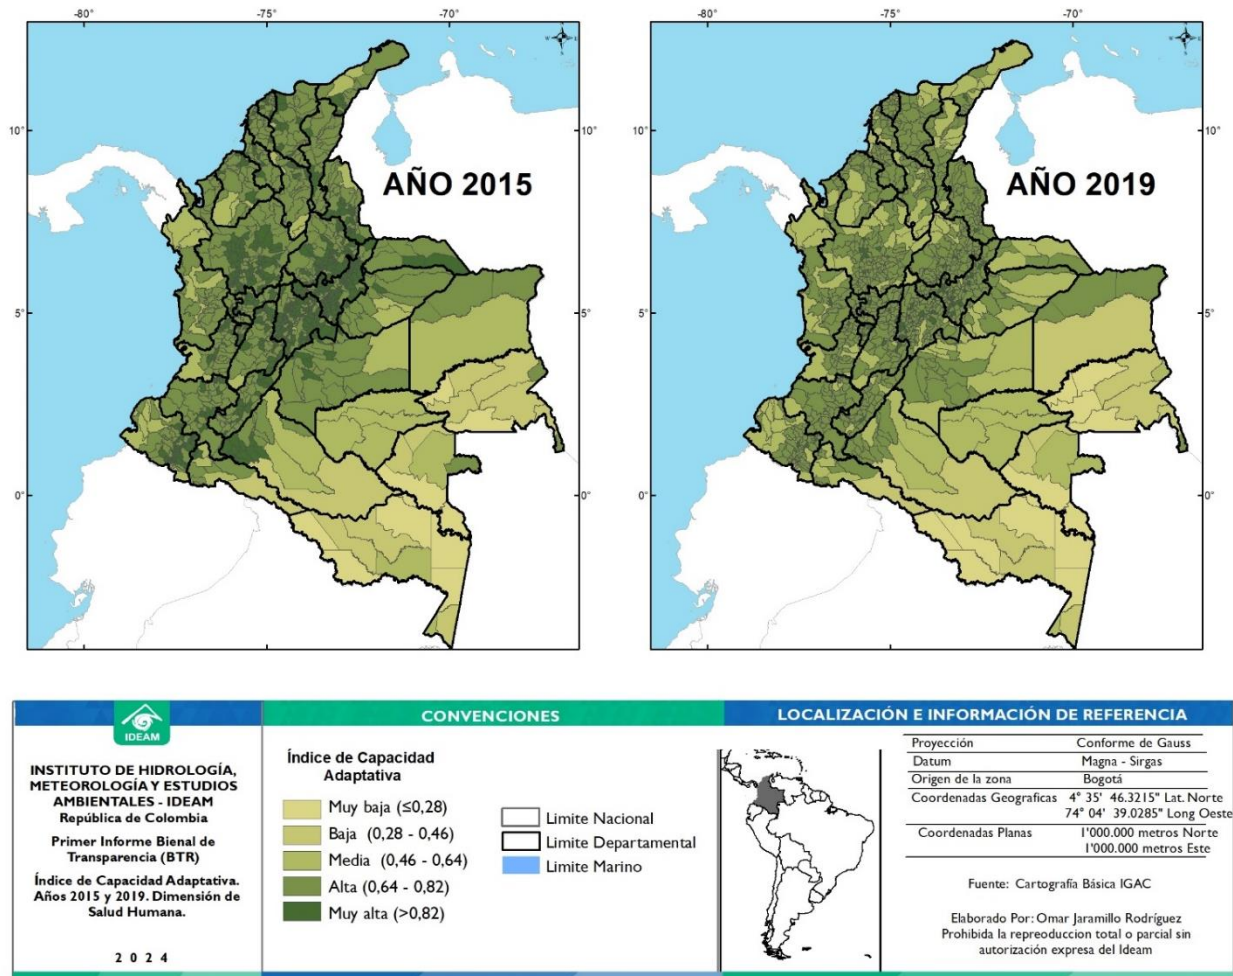 -80°
-75°
-70°
10°
5°
0°
AÑO 2015
10°
5°
0°
-80°
-75°
-70°
10°
5°
0°
AÑO 2019
10°
5°
0°
IDEAM
INSTITUTO DE HIDROLOGÍA,
METEOROLOGÍA Y ESTUDIOS
AMBIENTALES - IDEAM
República de Colombia
Primer Informe Bienal de
Transparencia (BTR)
Índice de Capacidad Adaptativa.
Años 2015 y 2019. Dimensión de
Salud Humana.
2 0 2 4
CONVENCIONES
Índice de Capacidad
Adaptativa
Muy baja (≤0,28)
Baja (0,28 - 0,46)
Media (0,46 - 0,64)
Alta (0,64 - 0,82)
Muy alta (>0,82)
Limite Nacional
Limite Departamental
Limite Marino
LOCALIZACIÓN E INFORMACIÓN DE REFERENCIA
Proyección Conforme de Gauss
Datum Magna - Sirgas
Origen de la zona Bogotá
Coordenadas Geograficas 4° 35' 46.3215" Lat. Norte
74° 04' 39.0285" Long Oeste
Coordenadas Planas 1'000.000 metros Norte
1'000.000 metros Este
Fuente: Cartografía Básica IGAC
Elaborado Por: Omar Jaramillo Rodríguez
Prohibida la repreoduccion total o parcial sin
autorización expresa del Ideam